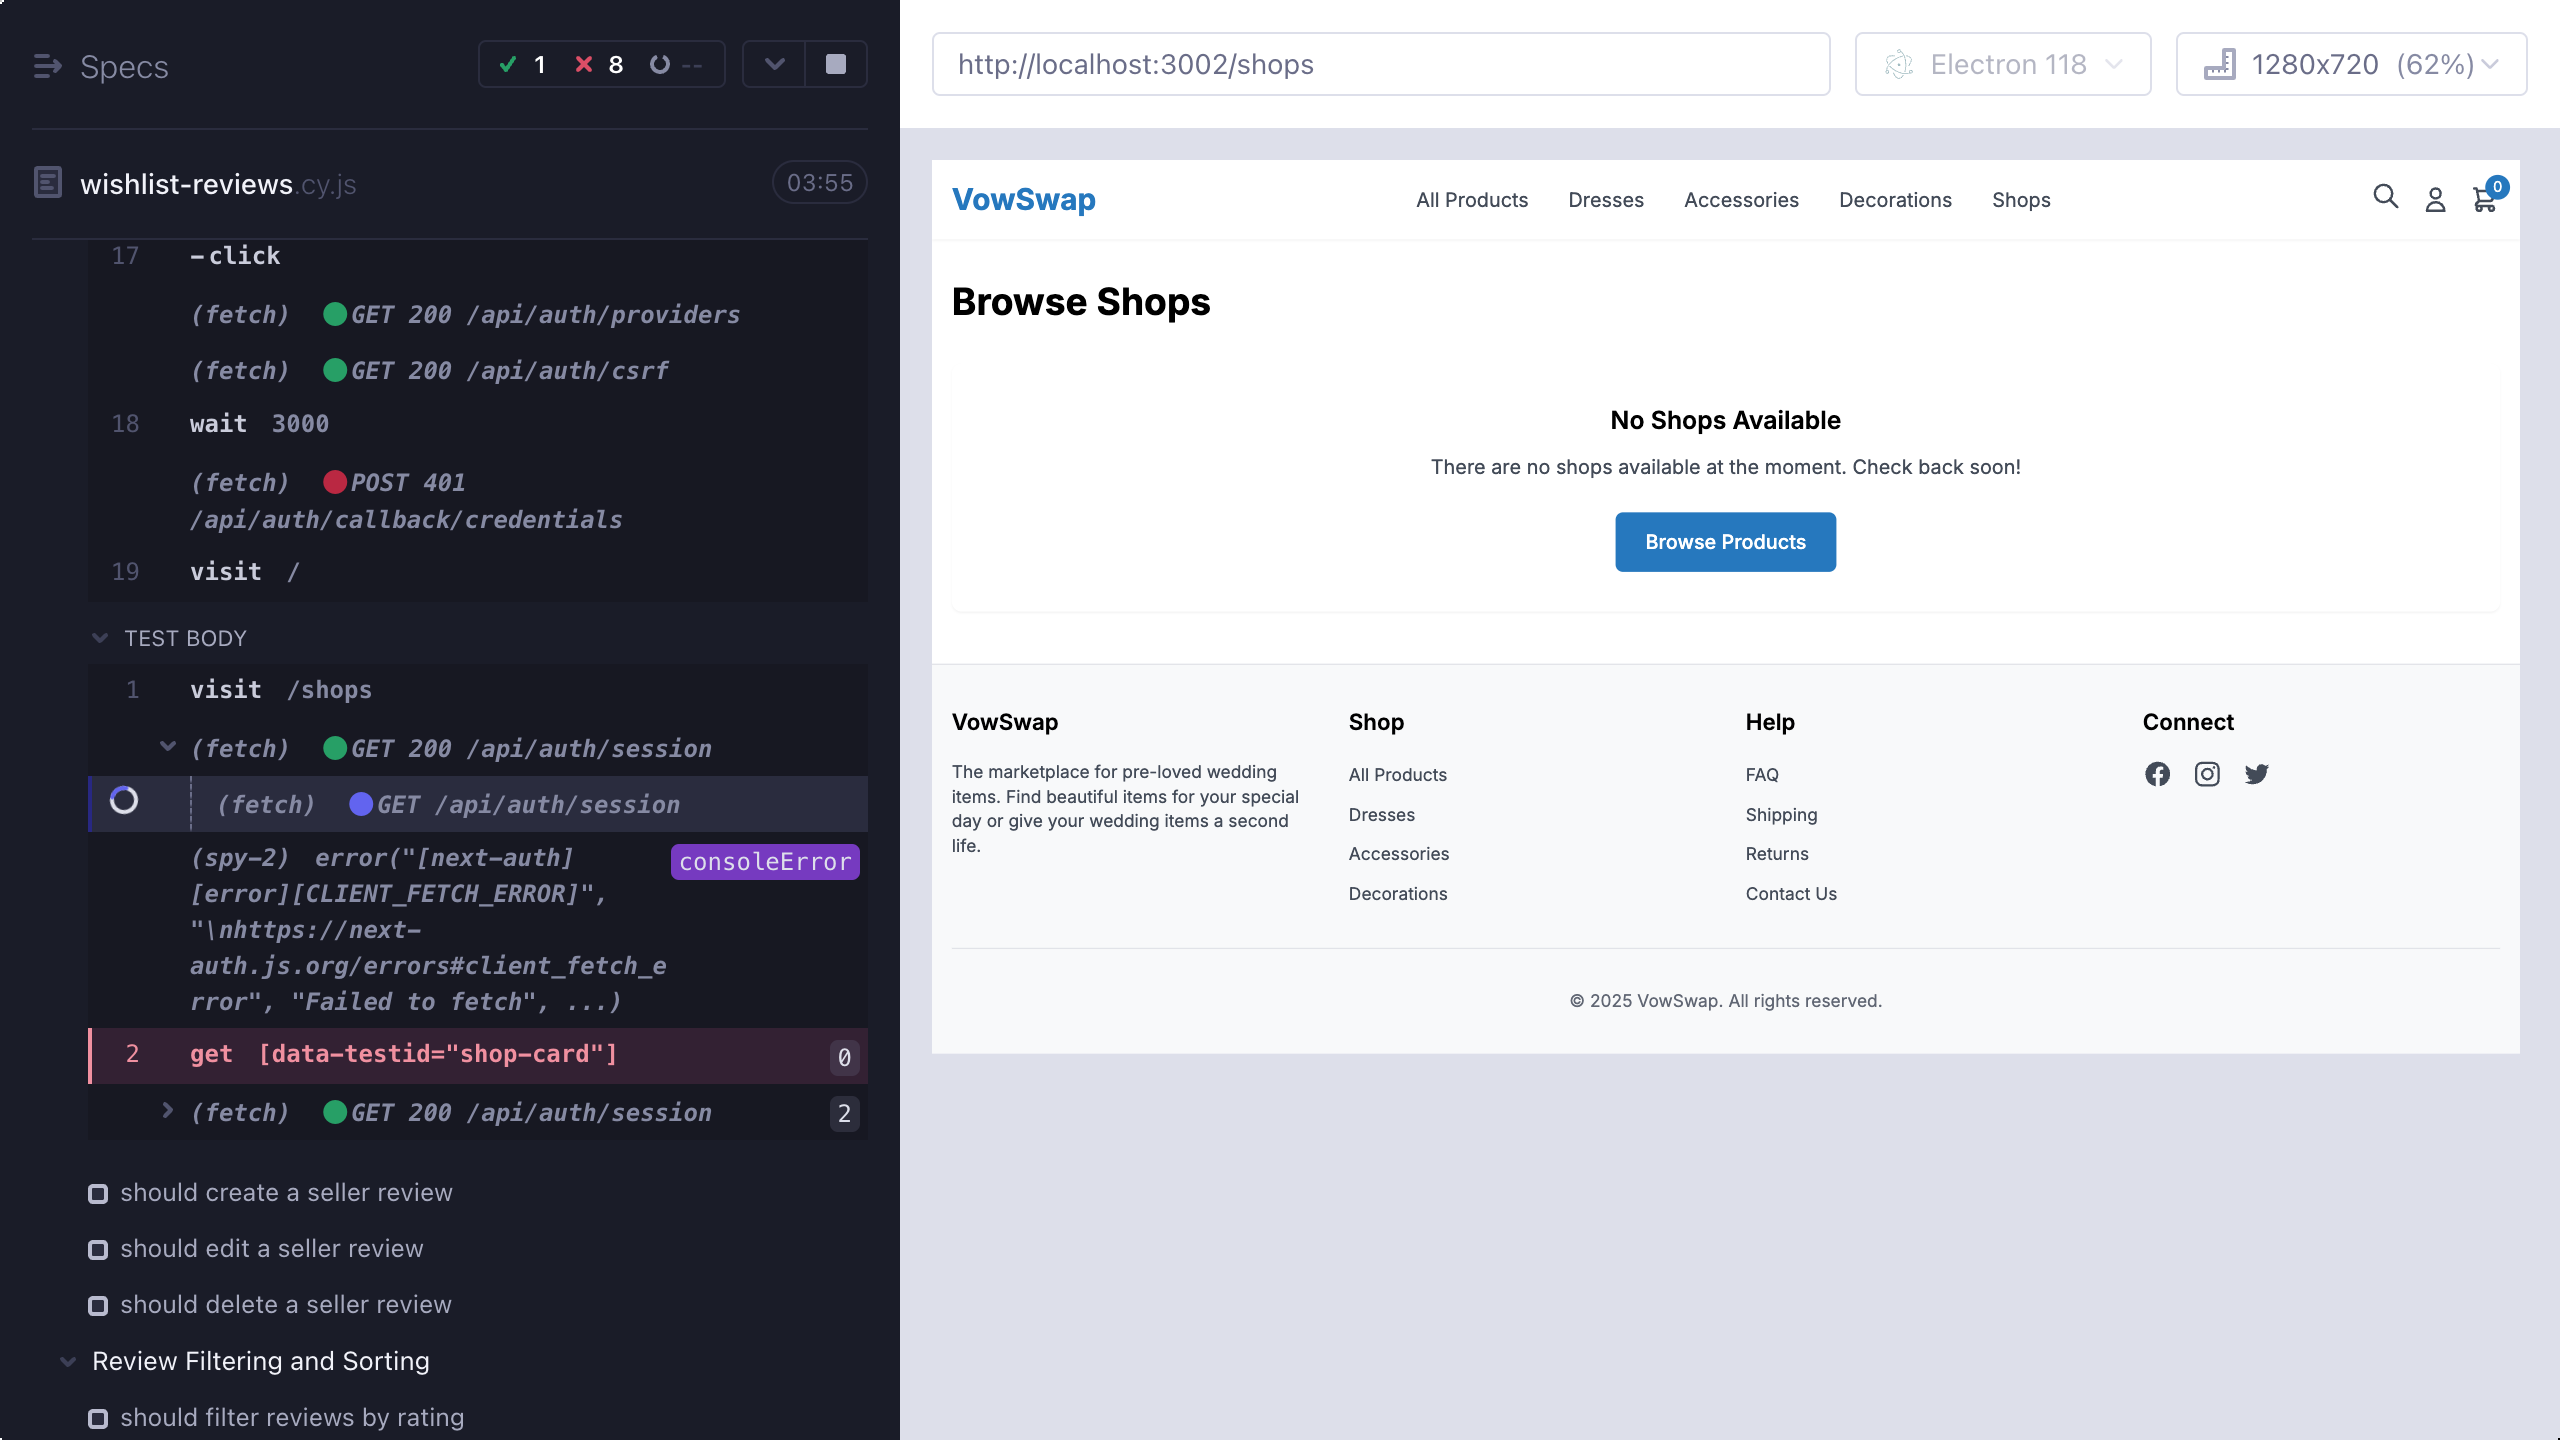 Specs
1
8
--
wishlist-reviews.cy.js
03:55
17 -click
(fetch) GET 200 /api/auth/providers
(fetch) GET 200 /api/auth/csrf
18 wait 3000
(fetch) POST 401
/api/auth/callback/credentials
19 visit /
TEST BODY
1 visit /shops
(fetch) GET 200 /api/auth/session
(fetch) GET /api/auth/session
(spy-2) error("[next-auth]
consoleError
[error][CLIENT_FETCH_ERROR]",
"\nhttps://next-
auth.js.org/errors#client_fetch_e
rror", "Failed to fetch", ...)
2 get [data-testid="shop-card"] 0
(fetch) GET 200 /api/auth/session 2
should create a seller review
should edit a seller review
should delete a seller review
Review Filtering and Sorting
should filter reviews by rating
http://localhost:3002/shops
Electron 118
1280x720 (62%)
VowSwap
All Products
Dresses
Accessories
Decorations
Shops
0
Browse Shops
No Shops Available
There are no shops available at the moment. Check back soon!
Browse Products
VowSwap
The marketplace for pre-loved wedding
items. Find beautiful items for your special
day or give your wedding items a second
life.
Shop
All Products
Dresses
Accessories
Decorations
Help
FAQ
Shipping
Returns
Contact Us
Connect
© 2025 VowSwap. All rights reserved.